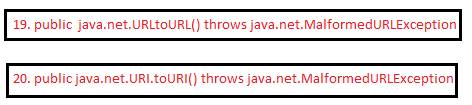 19. public java.net.URLtoURL() throws java.net.MalformedURLException
20. public java.net.URI.toURI() throws java.net.MalformedURLException